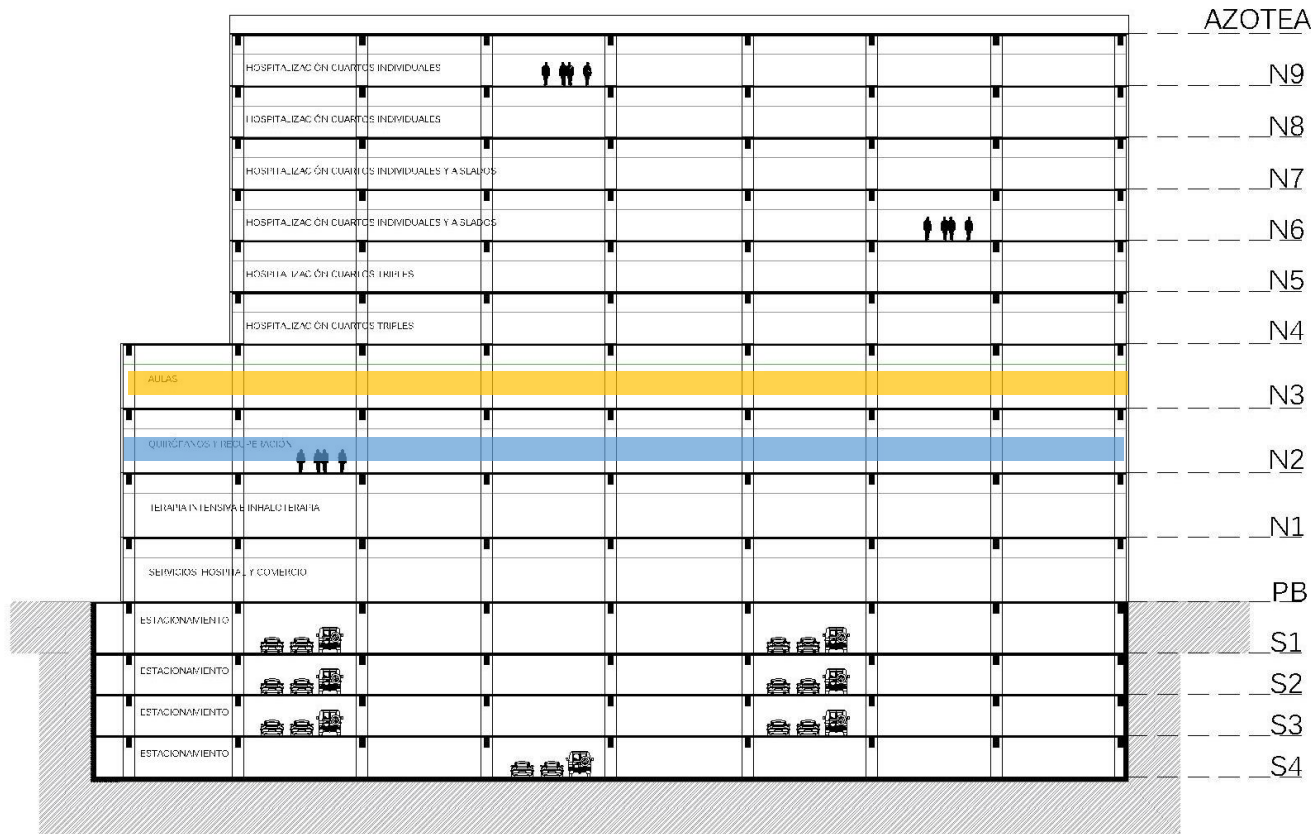 AZOTEA
HOSPITALIZACIÓN CUARTOS INDIVIDUALES
N9
HOSPITALIZACIÓN CUARTOS INDIVIDUALES
N8
HOSPITALIZACIÓN CUARTOS INDIVIDUALES Y AISLADOS
N7
HOSPITALIZACIÓN CUARTOS INDIVIDUALES Y AISLADOS
N6
HOSPITALIZACIÓN CUARTOS TRIPLES
N5
HOSPITALIZACIÓN CUARTOS TRIPLES
N4
AULAS
N3
QUIRÓFANOS Y RECUPERACIÓN
N2
TERAPIA INTENSIVA E INHALOTERAPIA
N1
SERVICIOS HOSPITAL Y COMERCIO
PB
ESTACIONAMIENTO
S1
ESTACIONAMIENTO
S2
ESTACIONAMIENTO
S3
ESTACIONAMIENTO
S4